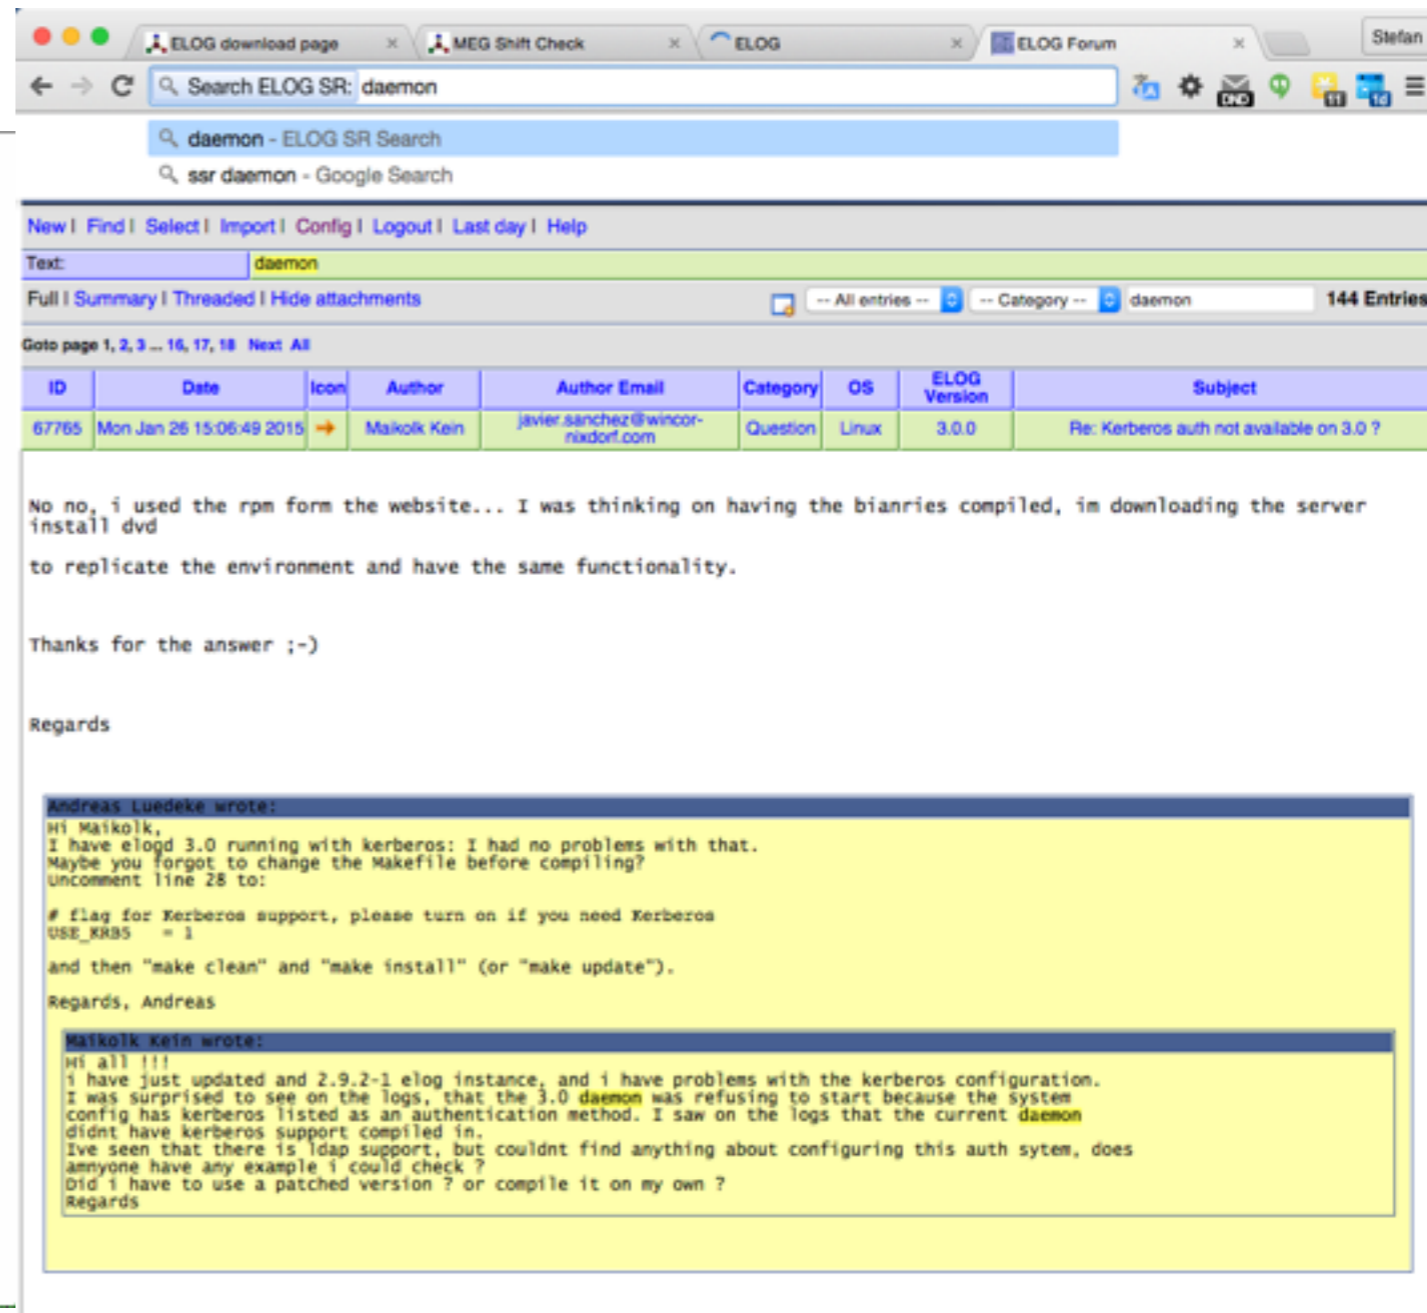 ELOG download page
MEG Shift Check
ELOG
ELOG Forum
Stefan
Search ELOG SR: daemon
DND
11
1d
daemon - ELOG SR Search
ssr daemon - Google Search
New | Find | Select | Import | Config | Logout | Last day | Help
Text: daemon
Full | Summary | Threaded | Hide attachments
-- All entries --
-- Category --
daemon
144 Entries
Goto page 1, 2, 3 ... 16, 17, 18 Next All
ID Date Icon Author Author Email Category OS ELOG Version Subject
67765 Mon Jan 26 15:06:49 2015 Maikolk Kein javier.sanchez@wincor-nixdorf.com Question Linux 3.0.0 Re: Kerberos auth not available on 3.0 ?
No no, i used the rpm form the website... I was thinking on having the bianries compiled, im downloading the server
install dvd
to replicate the environment and have the same functionality.
Thanks for the answer ;-)
Regards
Andreas Luedeke wrote:
Hi Maikolk,
I have elogd 3.0 running with kerberos: I had no problems with that.
Maybe you forgot to change the Makefile before compiling?
Uncomment line 28 to:
# flag for Kerberos support, please turn on if you need Kerberos
USE_KRB5 = 1
and then "make clean" and "make install" (or "make update").
Regards, Andreas
Maikolk Kein wrote:
Hi all !!!
i have just updated and 2.9.2-1 elog instance, and i have problems with the kerberos configuration.
I was surprised to see on the logs, that the 3.0 daemon was refusing to start because the system
config has kerberos listed as an authentication method. I saw on the logs that the current daemon
didnt have kerberos support compiled in.
Ive seen that there is ldap support, but couldnt find anything about configuring this auth sytem, does
amnyone have any example i could check ?
Did i have to use a patched version ? or compile it on my own ?
Regards